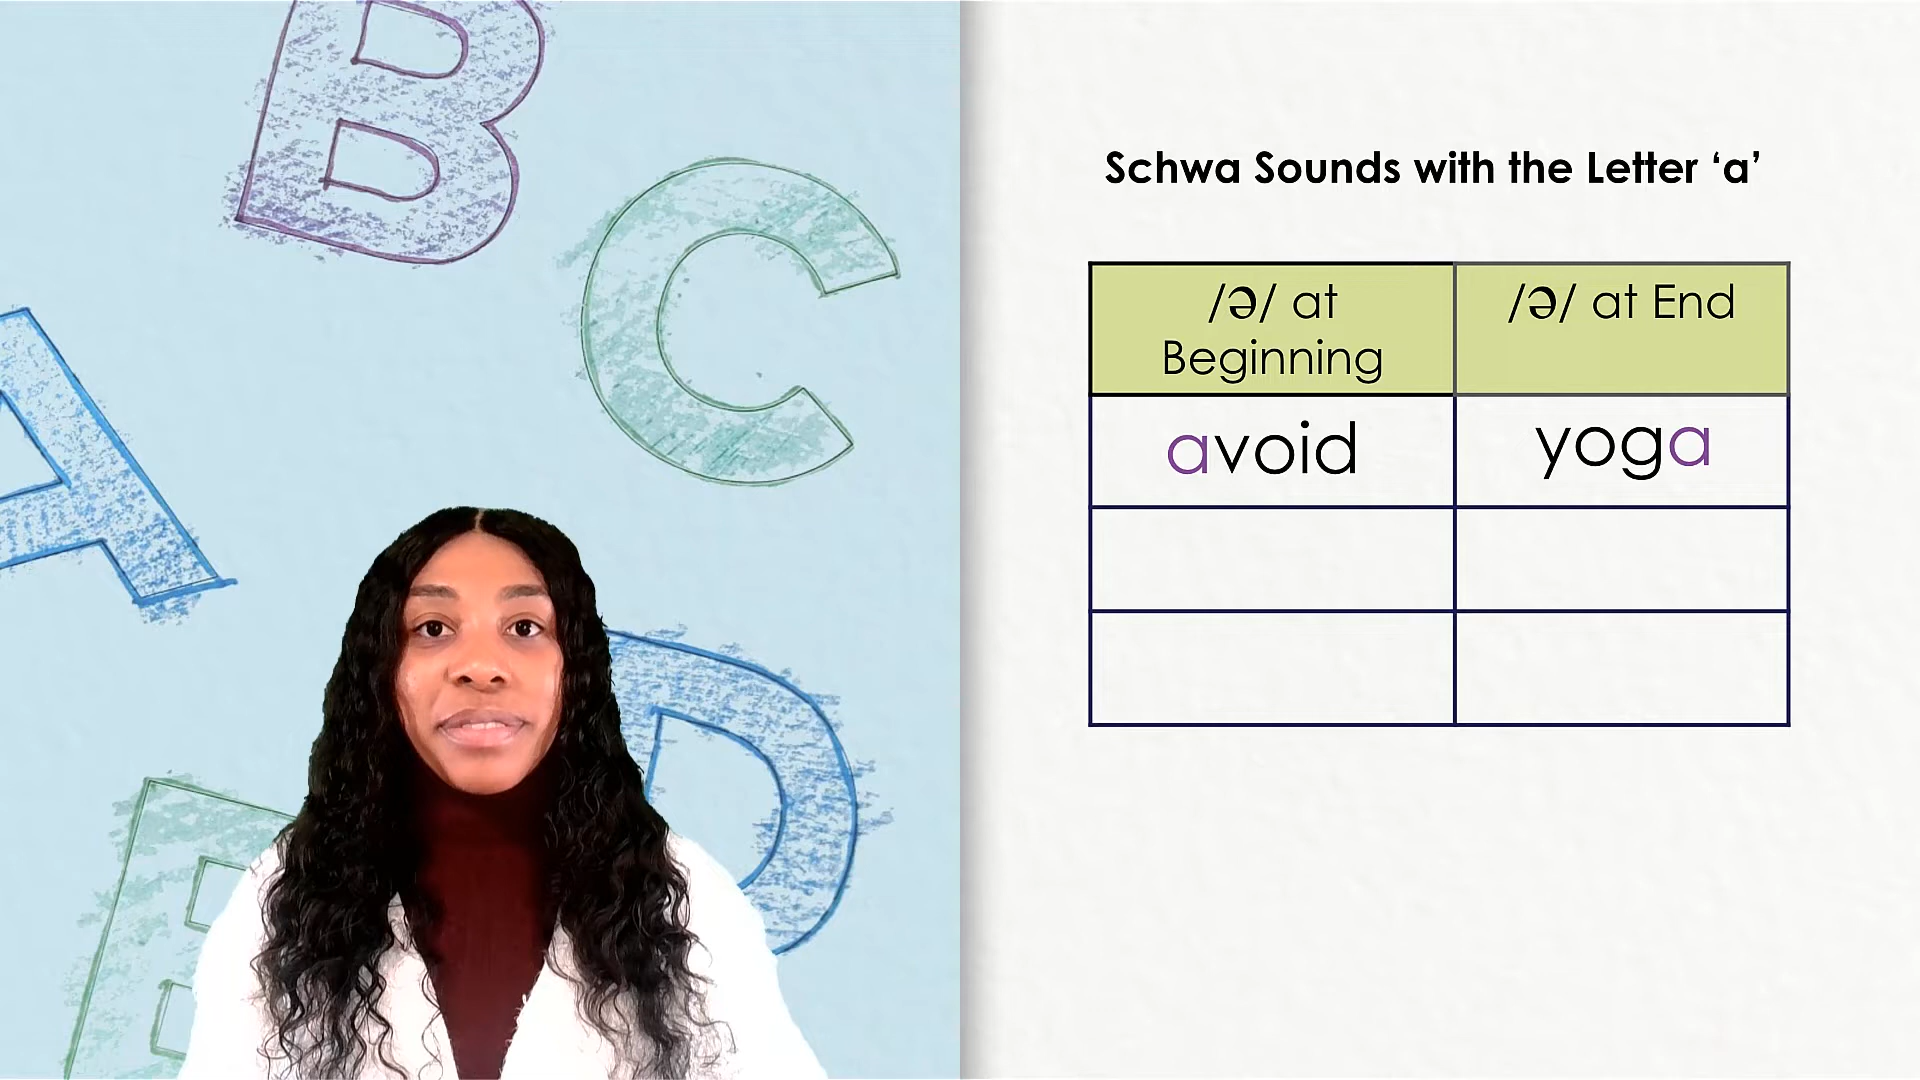 B
C
A
D
E
Schwa Sounds with the Letter ‘a’
/ə/ at
Beginning
/ə/ at End
avoid
yoga